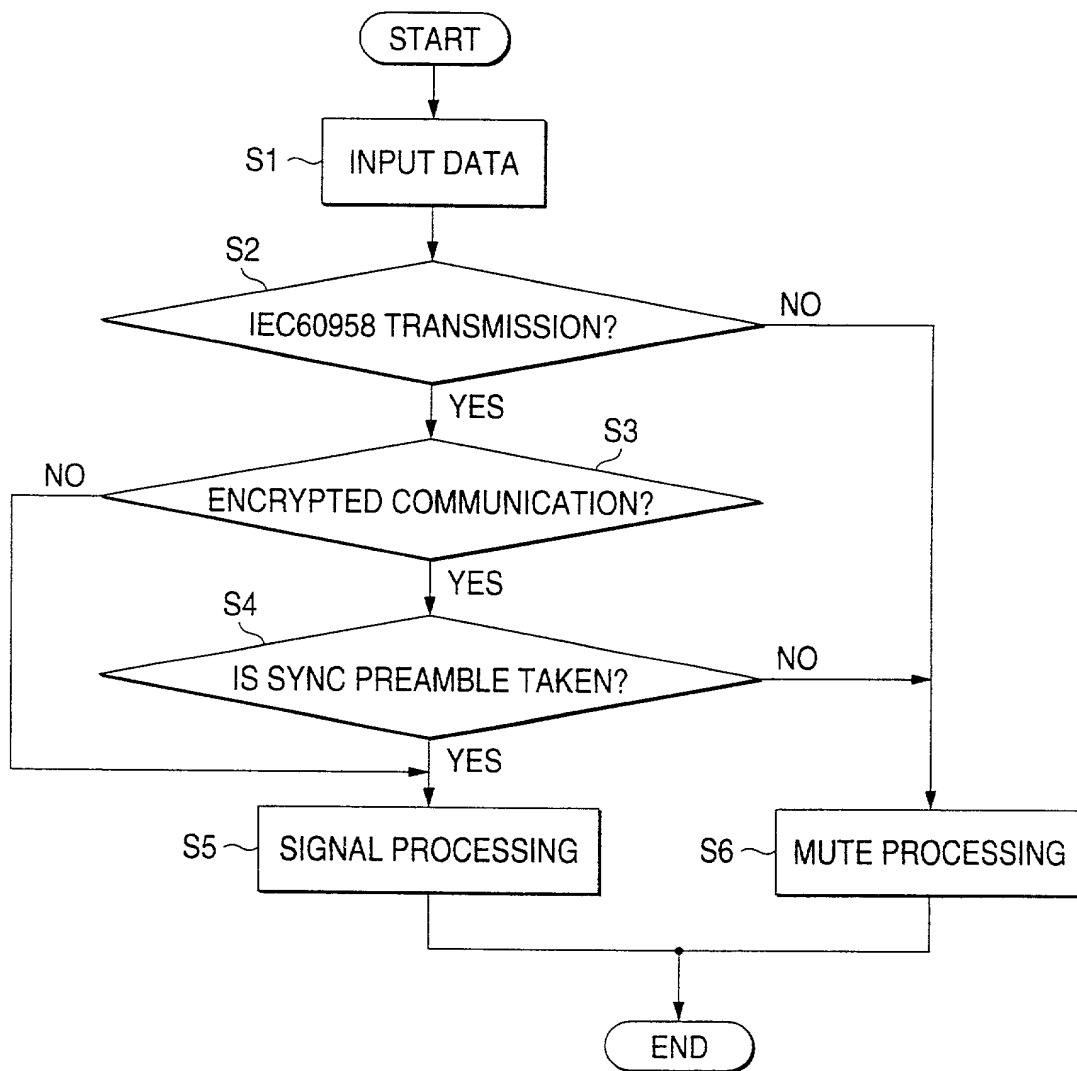 START
S1
INPUT DATA
S2
IEC60958 TRANSMISSION?
NO
YES
S3
NO
ENCRYPTED COMMUNICATION?
YES
S4
IS SYNC PREAMBLE TAKEN?
NO
YES
S5
SIGNAL PROCESSING
S6
MUTE PROCESSING
END